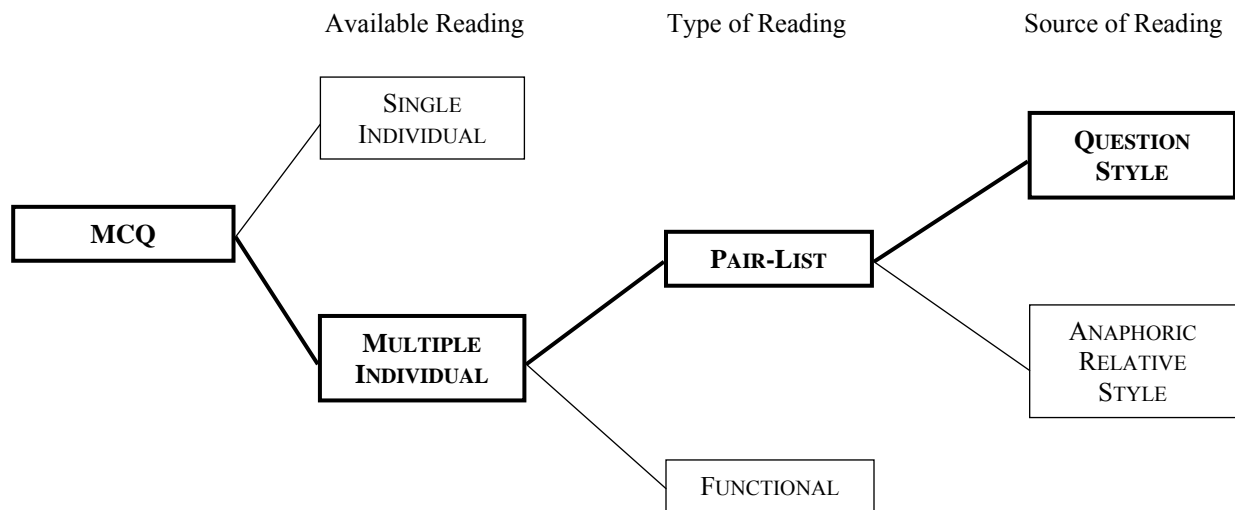 Available Reading Type of Reading Source of Reading
SINGLE
INDIVIDUAL
QUESTION
STYLE
MCQ
PAIR-LIST
MULTIPLE
INDIVIDUAL
ANAPHORIC
RELATIVE
STYLE
FUNCTIONAL